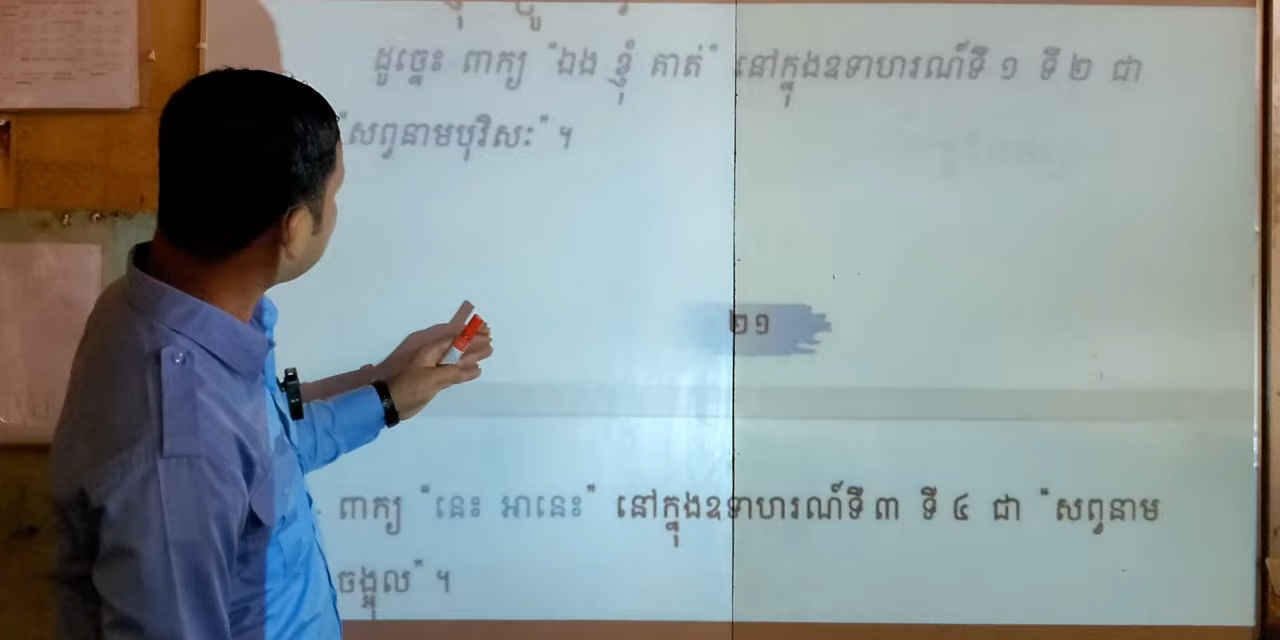 ដូច្នេះ ពាក្យ "ឯង ខ្ញុំ គាត់" នៅក្នុងឧទាហរណ៍ទី ១ ទី ២ ជា
"សព្វនាមបុរិសៈ" ។
២១
ពាក្យ "នេះ អានេះ" នៅក្នុងឧទាហរណ៍ទី ៣ ទី ៤ ជា "សព្វនាម
ចង្អុល" ។